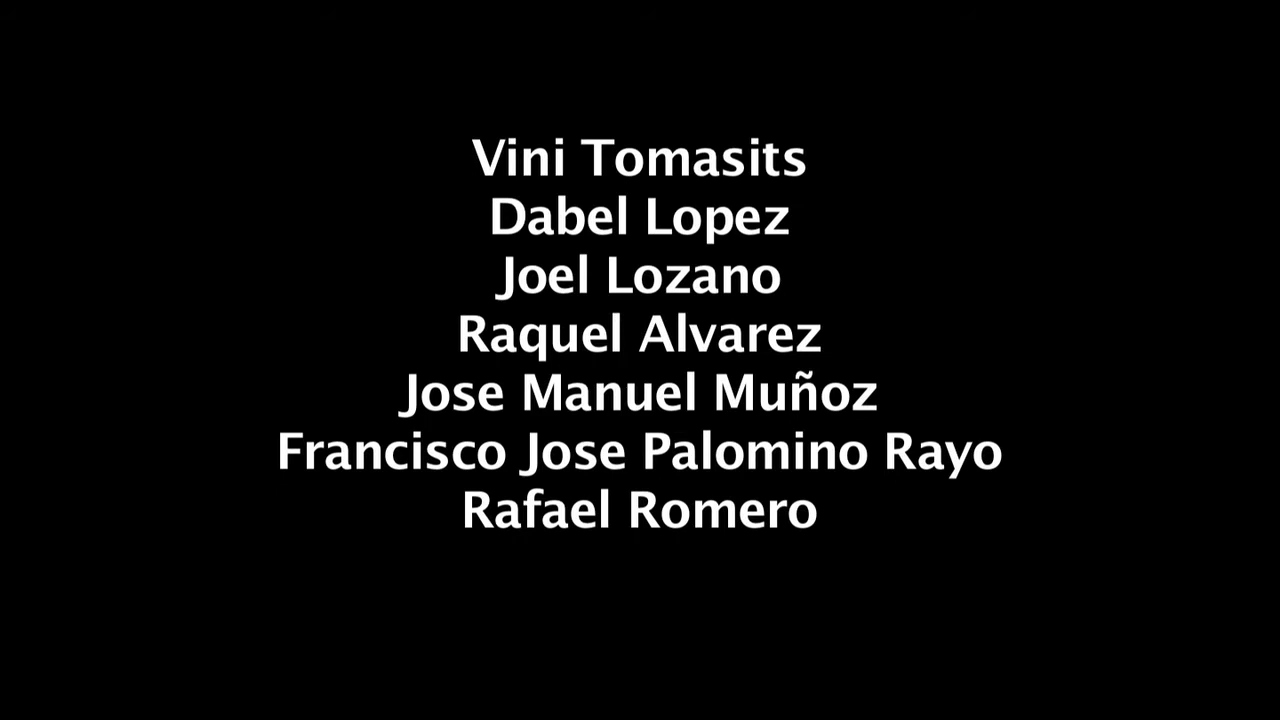 Vini Tomasits
Dabel Lopez
Joel Lozano
Raquel Alvarez
Jose Manuel Muñoz
Francisco Jose Palomino Rayo
Rafael Romero